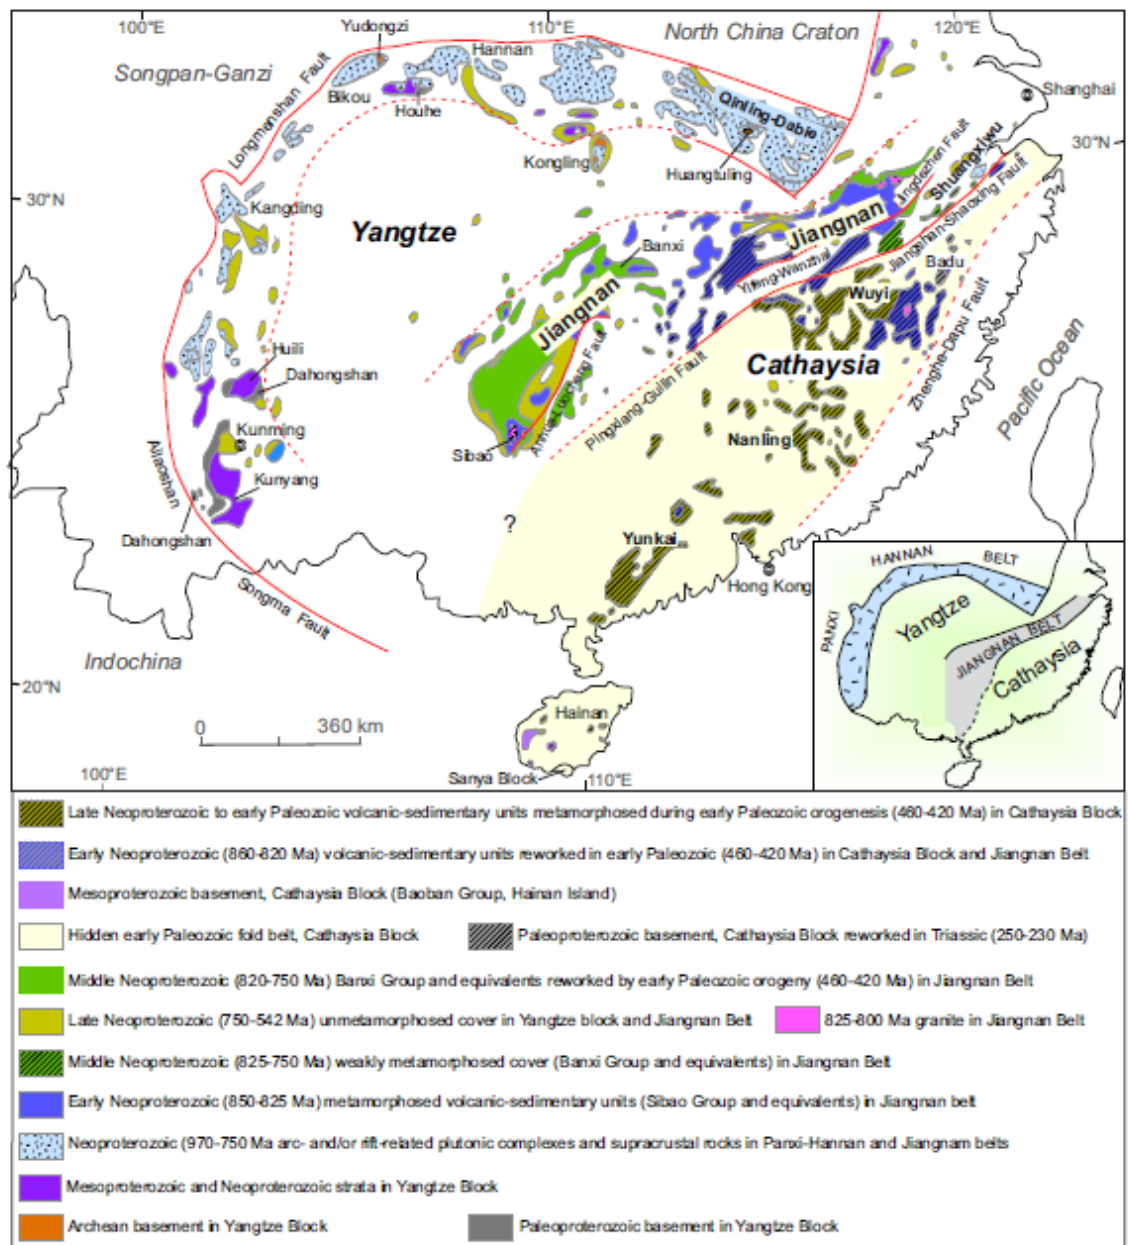 100°E
110°E
120°E
Yudongzi
Hannan
North China Craton
Songpan-Ganzi
Longmanshan Fault
Bikou
Houhe
Qinling-Dabie
Shanghai
30°N
Kongling
Huangtuling
Jingdezhen Fault
Shuangxiwu
30°N
Kangding
Yangtze
Jiangnan
Jiangshan-Shaoxing Fault
Banxi
Yifeng-Wanzhai
Badu
Wuyi
Jiangnan
Huili
Dahongshan
Cathaysia
Zhenghe-Dapu Fault
Pacific Ocean
Pingxiang-Guilin Fault
Kunming
Sibao
Nanling
Ailaoshan
Kunyang
Dahongshan
?
Yunkai
Hong Kong
Songma Fault
Indochina
HANNAN BELT
PANXI
Yangtze
JIANGNAN BELT
Cathaysia
20°N
Hainan
0
360 km
Sanya Block
100°E
110°E
Late Neoproterozoic to early Paleozoic volcanic-sedimentary units metamorphosed during early Paleozoic orogenesis (460-420 Ma) in Cathaysia Block
Early Neoproterozoic (860-820 Ma) volcanic-sedimentary units reworked in early Paleozoic (460-420 Ma) in Cathaysia Block and Jiangnan Belt
Mesoproterozoic basement, Cathaysia Block (Baoban Group, Hainan Island)
Hidden early Paleozoic fold belt, Cathaysia Block
Paleoproterozoic basement, Cathaysia Block reworked in Triassic (250-230 Ma)
Middle Neoproterozoic (820-750 Ma) Banxi Group and equivalents reworked by early Paleozoic orogeny (460-420 Ma) in Jiangnan Belt
Late Neoproterozoic (750-542 Ma) unmetamorphosed cover in Yangtze block and Jiangnan Belt
825-800 Ma granite in Jiangnan Belt
Middle Neoproterozoic (825-750 Ma) weakly metamorphosed cover (Banxi Group and equivalents) in Jiangnan Belt
Early Neoproterozoic (850-825 Ma) metamorphosed volcanic-sedimentary units (Sibao Group and equivalents) in Jiangnan belt
Neoproterozoic (970-750 Ma arc- and/or rift-related plutonic complexes and supracrustal rocks in Panxi-Hannan and Jiangnam belts
Mesoproterozoic and Neoproterozoic strata in Yangtze Block
Archean basement in Yangtze Block
Paleoproterozoic basement in Yangtze Block